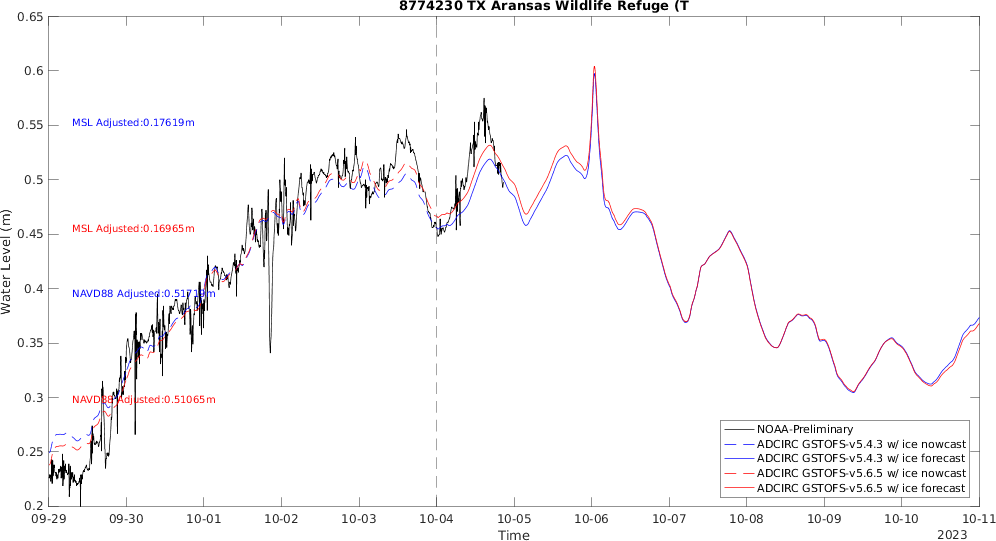 8774230 TX Aransas Wildlife Refuge (T
0.65
0.6
0.55
0.5
0.45
0.4
0.35
0.3
0.25
0.2
Water Level (m)
MSL Adjusted:0.17619m
MSL Adjusted:0.16965m
NAVD88 Adjusted:0.51719m
NAVD88 Adjusted:0.51065m
NOAA-Preliminary
ADCIRC GSTOFS-v5.4.3 w/ ice nowcast
ADCIRC GSTOFS-v5.4.3 w/ ice forecast
ADCIRC GSTOFS-v5.6.5 w/ ice nowcast
ADCIRC GSTOFS-v5.6.5 w/ ice forecast
09-29 09-30 10-01 10-02 10-03 10-04 10-05 10-06 10-07 10-08 10-09 10-10 10-11
Time
2023